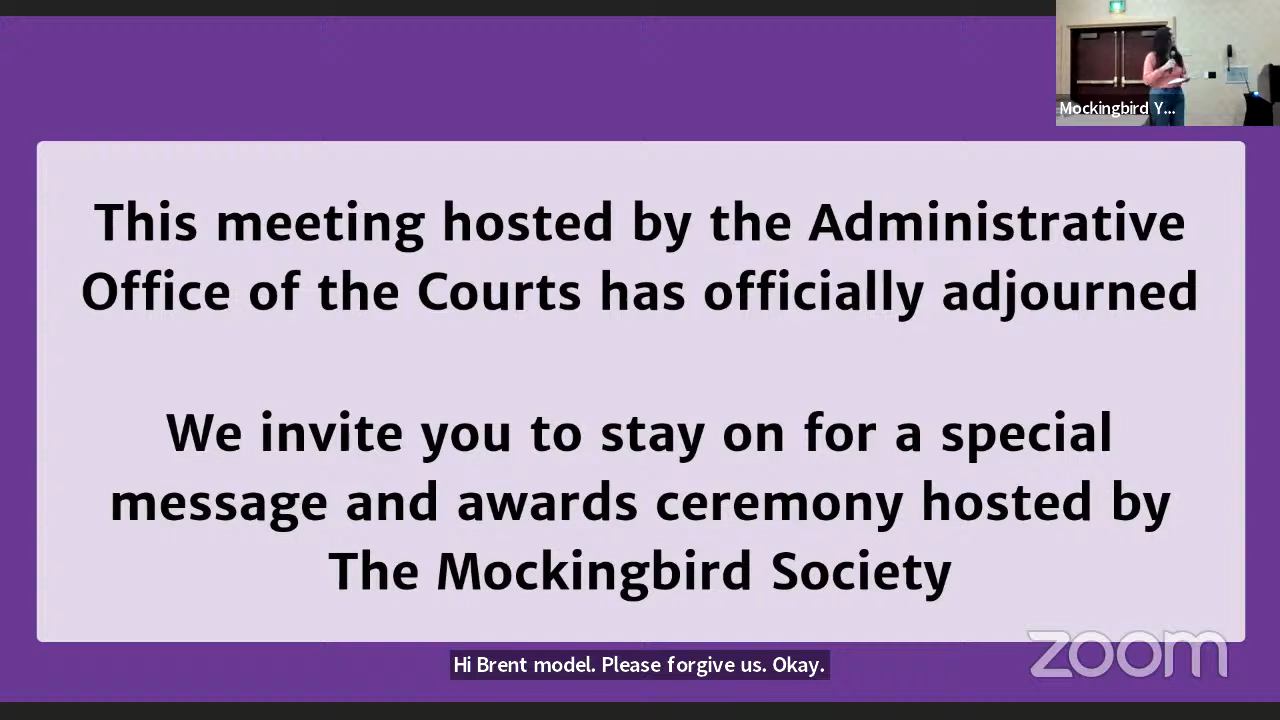 Mockingbird Y...
This meeting hosted by the Administrative
Office of the Courts has officially adjourned
We invite you to stay on for a special
message and awards ceremony hosted by
The Mockingbird Society
zoom
Hi Brent model. Please forgive us. Okay.